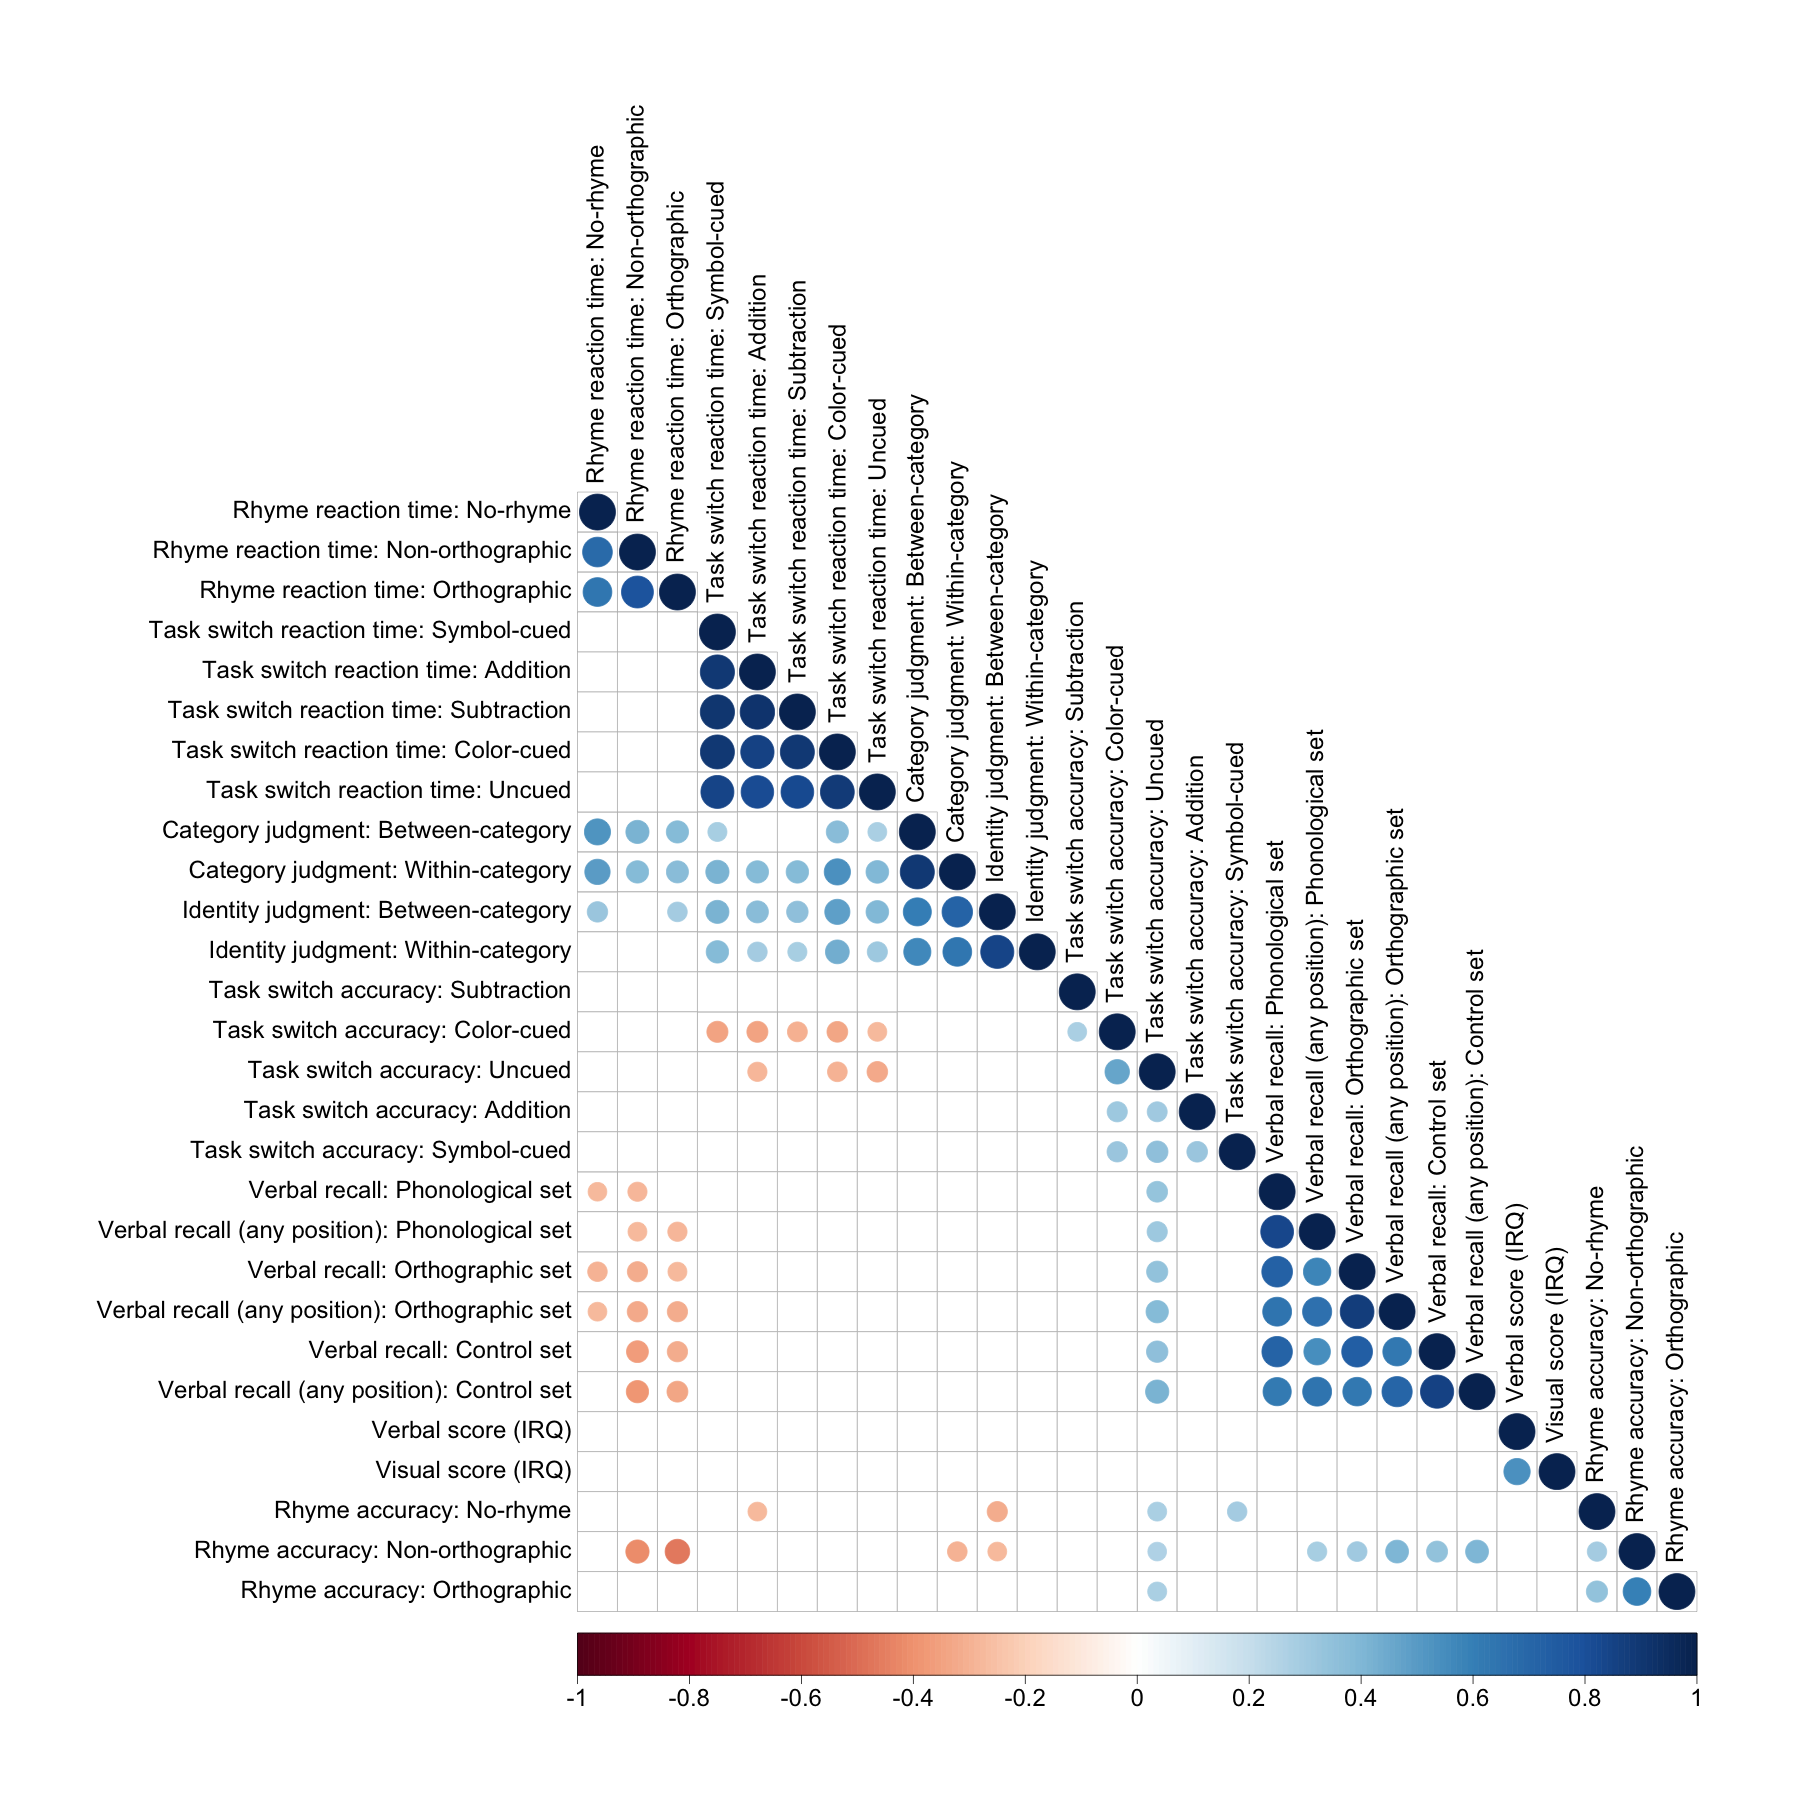 Rhyme reaction time: No-rhyme
Rhyme reaction time: Non-orthographic
Rhyme reaction time: Orthographic
Task switch reaction time: Symbol-cued
Task switch reaction time: Addition
Task switch reaction time: Subtraction
Task switch reaction time: Color-cued
Task switch reaction time: Uncued
Category judgment: Between-category
Category judgment: Within-category
Identity judgment: Between-category
Identity judgment: Within-category
Task switch accuracy: Subtraction
Task switch accuracy: Color-cued
Task switch accuracy: Uncued
Task switch accuracy: Addition
Task switch accuracy: Symbol-cued
Verbal recall: Phonological set
Verbal recall (any position): Phonological set
Verbal recall: Orthographic set
Verbal recall (any position): Orthographic set
Verbal recall: Control set
Verbal recall (any position): Control set
Verbal score (IRQ)
Visual score (IRQ)
Rhyme accuracy: No-rhyme
Rhyme accuracy: Non-orthographic
Rhyme accuracy: Orthographic
Rhyme reaction time: No-rhyme
Rhyme reaction time: Non-orthographic
Rhyme reaction time: Orthographic
Task switch reaction time: Symbol-cued
Task switch reaction time: Addition
Task switch reaction time: Subtraction
Task switch reaction time: Color-cued
Task switch reaction time: Uncued
Category judgment: Between-category
Category judgment: Within-category
Identity judgment: Between-category
Identity judgment: Within-category
Task switch accuracy: Subtraction
Task switch accuracy: Color-cued
Task switch accuracy: Uncued
Task switch accuracy: Addition
Task switch accuracy: Symbol-cued
Verbal recall: Phonological set
Verbal recall (any position): Phonological set
Verbal recall: Orthographic set
Verbal recall (any position): Orthographic set
Verbal recall: Control set
Verbal recall (any position): Control set
Verbal score (IRQ)
Visual score (IRQ)
Rhyme accuracy: No-rhyme
Rhyme accuracy: Non-orthographic
Rhyme accuracy: Orthographic
-1 -0.8 -0.6 -0.4 -0.2 0 0.2 0.4 0.6 0.8 1